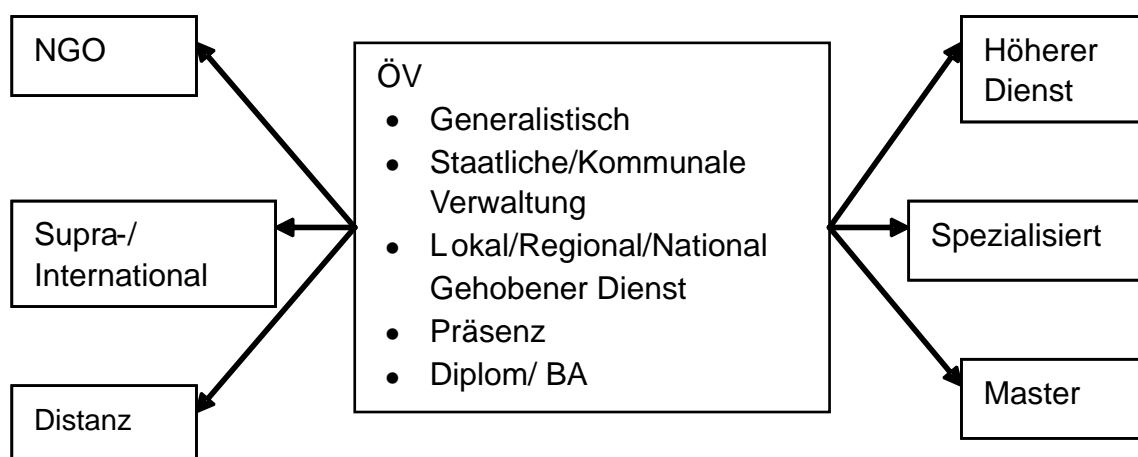 NGO
Supra-/
International
Distanz
ÖV
• Generalistisch
• Staatliche/Kommunale
Verwaltung
• Lokal/Regional/National
Gehobener Dienst
• Präsenz
• Diplom/ BA
Höherer
Dienst
Spezialisiert
Master